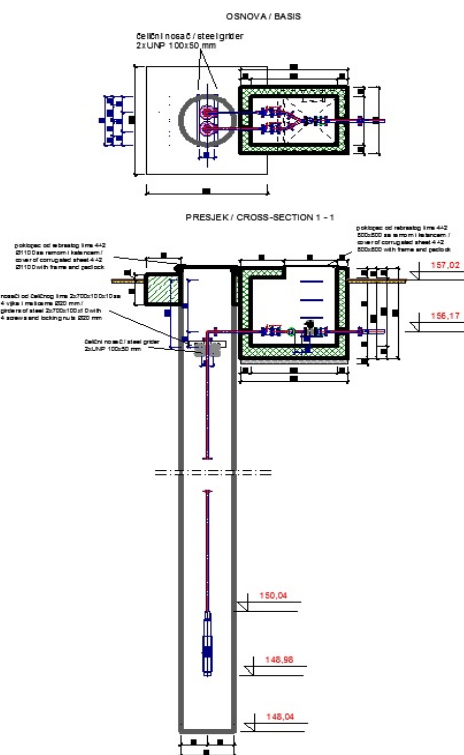 OSNOVA / BASIS
čelični nosač / steel grider
2xUNP 100x50 mm
PRESJEK / CROSS-SECTION 1 - 1
poklopac od rebrastog lima 4+2
Ø1100 sa ramom i katancem /
cover of corrugated sheet 4+2
Ø1100 with frame and padlock
poklopac od rebrastog lima 4+2
600x600 sa ramom i katancem /
cover of corrugated sheet 4+2
600x600 with frame and padlock
157,02
nosači od čeličnog lima 2x700x100x10 sa
4 vijka i maticama Ø20 mm /
girders of steel 2x700x100x10 with
4 screws and locking nuts Ø20 mm
156,17
čelični nosač / steel grider
2xUNP 100x50 mm
150,04
148,98
148,04